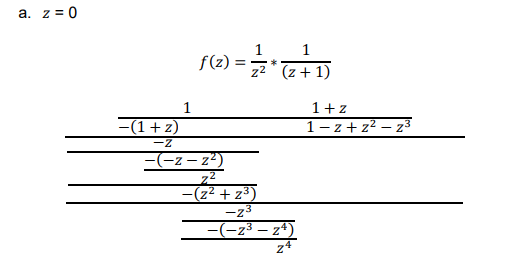 a. z = 0
f(z) = 1/z² * 1/(z + 1)
1 1 + z
−(1 + z) 1 − z + z² − z³
−z
−(−z − z²)
z²
−(z² + z³)
−z³
−(−z³ − z⁴)
z⁴